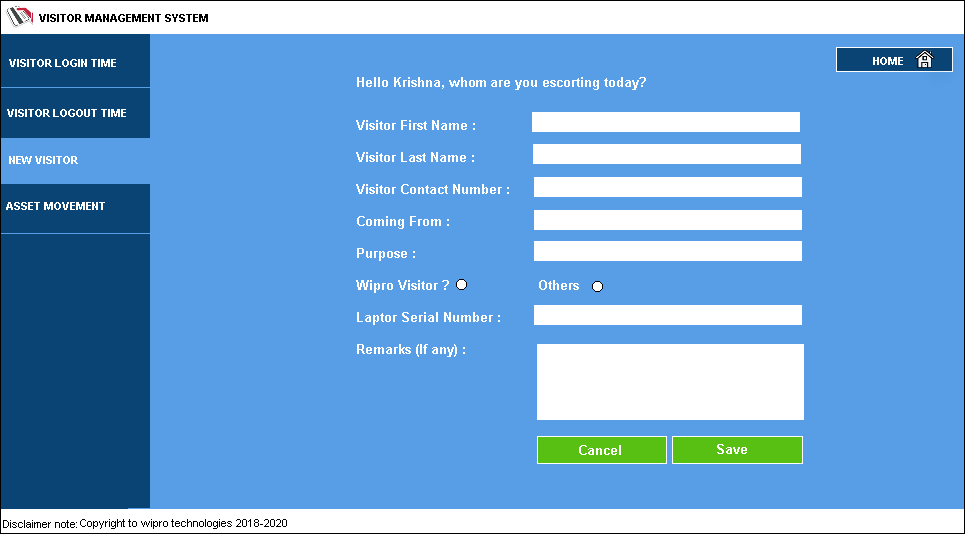 VISITOR MANAGEMENT SYSTEM
VISITOR LOGIN TIME
VISITOR LOGOUT TIME
NEW VISITOR
ASSET MOVEMENT
HOME
Hello Krishna, whom are you escorting today?
Visitor First Name :
Visitor Last Name :
Visitor Contact Number :
Coming From :
Purpose :
Wipro Visitor ? Others
Laptor Serial Number :
Remarks (If any) :
Cancel Save
Disclaimer note: Copyright to wipro technologies 2018-2020